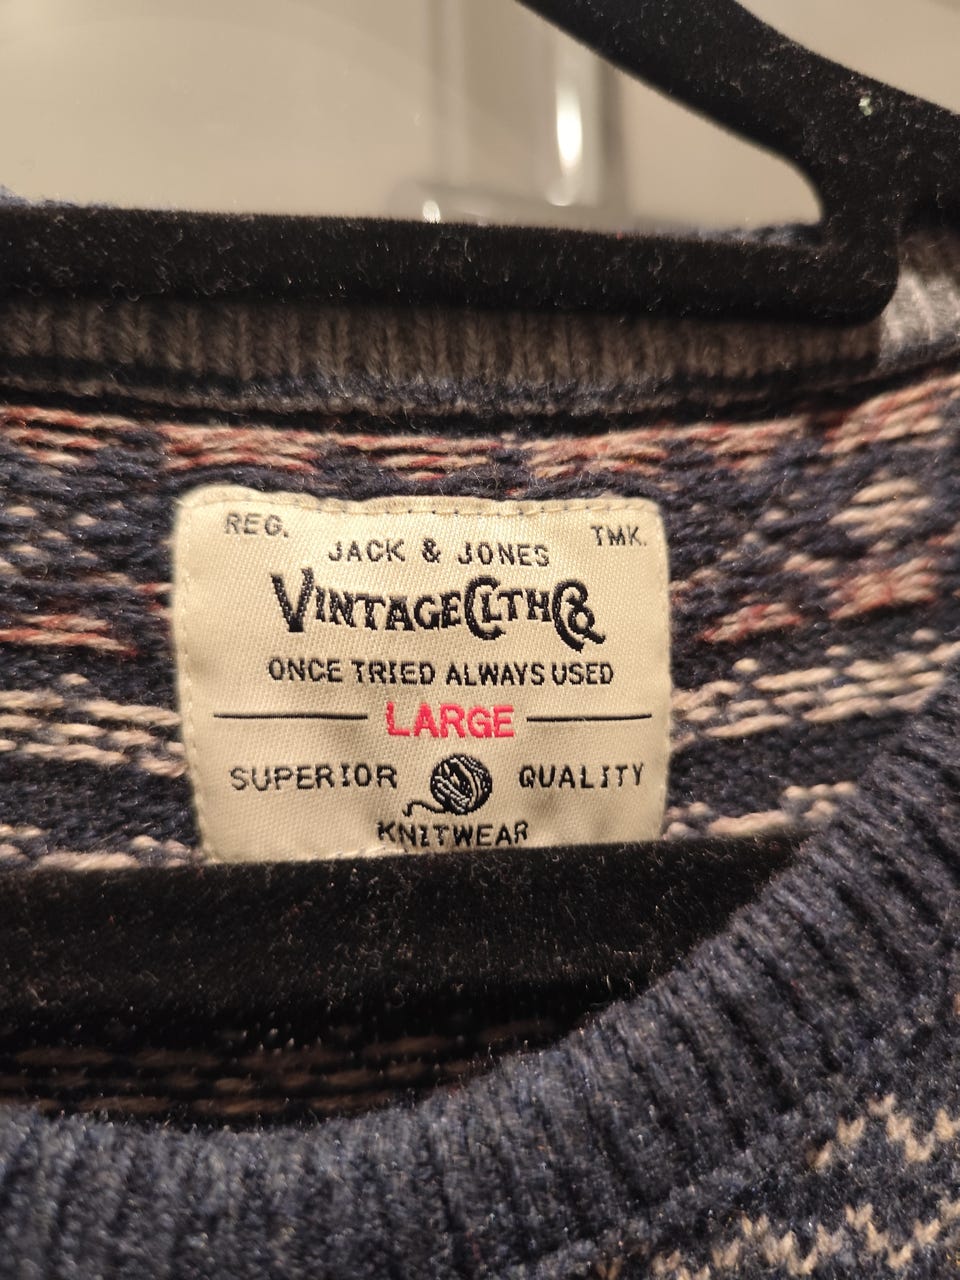 REG. TMK.
JACK & JONES
VINTAGE CLTH Co
ONCE TRIED ALWAYS USED
LARGE
SUPERIOR QUALITY
KNITWEAR